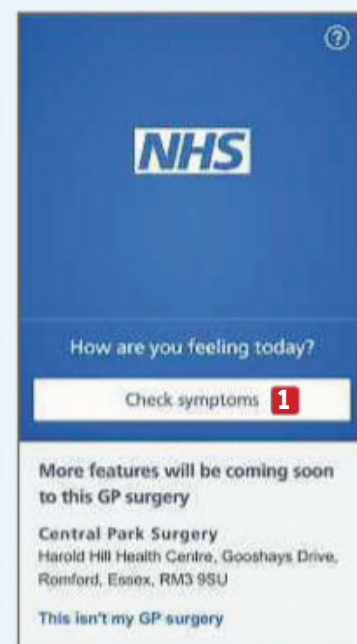 ?
NHS
How are you feeling today?
Check symptoms 1
More features will be coming soon
to this GP surgery
Central Park Surgery
Harold Hill Health Centre, Gooshays Drive,
Romford, Essex, RM3 9SU
This isn't my GP surgery